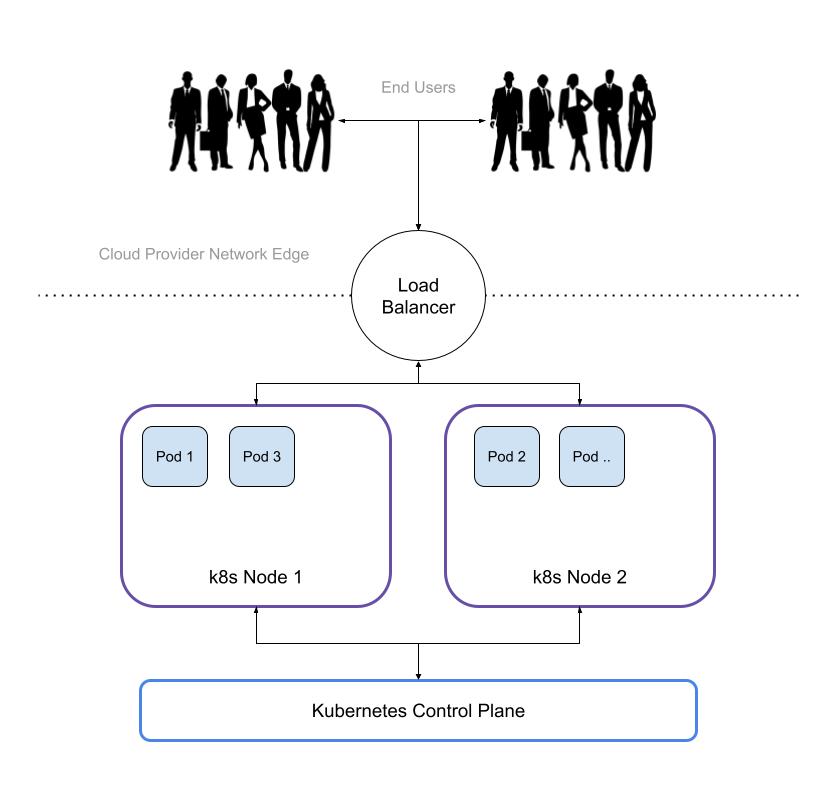 End Users
Cloud Provider Network Edge
Load
Balancer
Pod 1
Pod 3
Pod 2
Pod ..
k8s Node 1
k8s Node 2
Kubernetes Control Plane